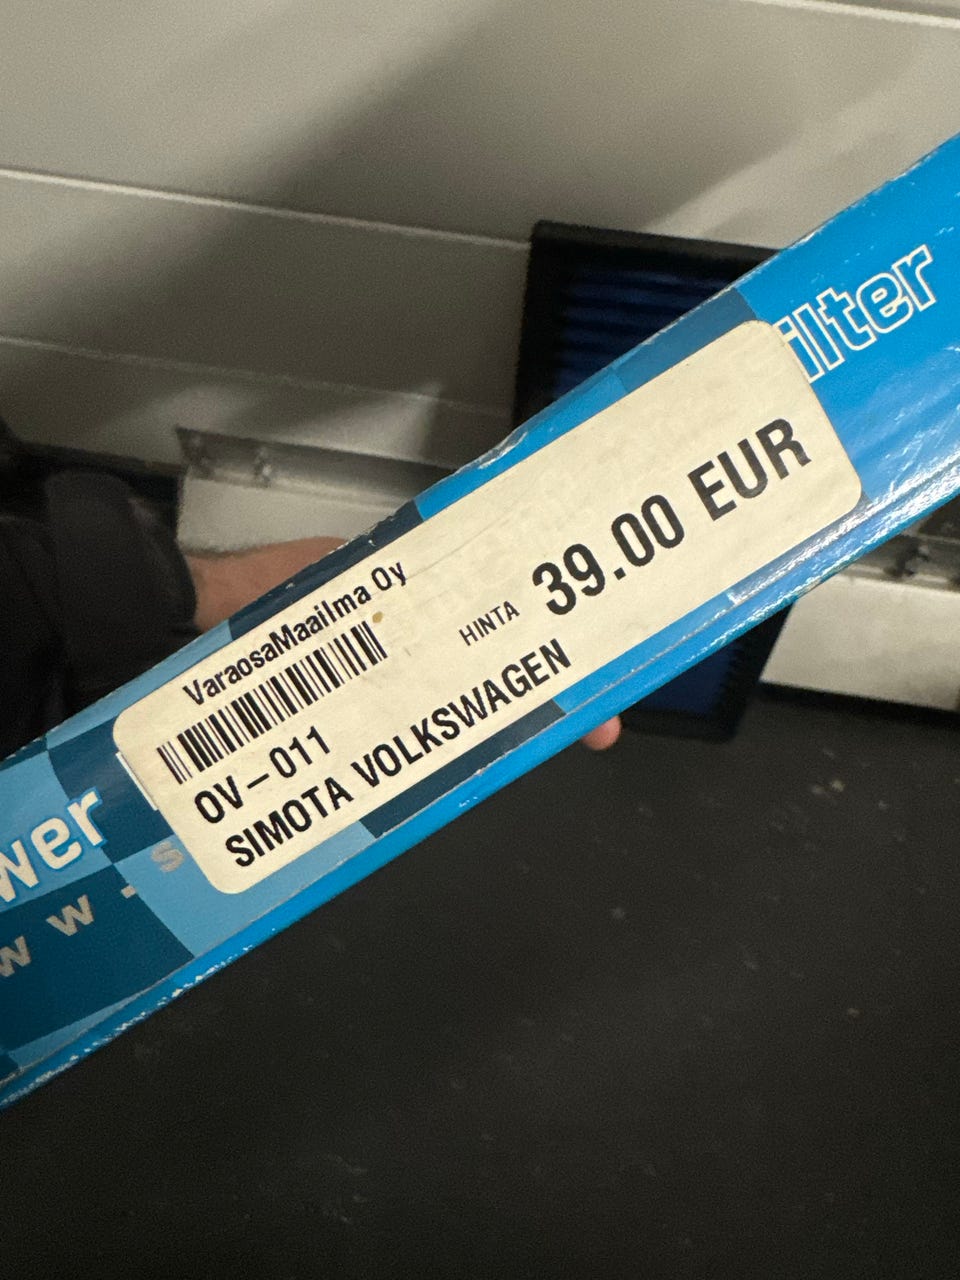 ilter
VaraosaMaailma Oy
HINTA 39.00 EUR
OV-011
SIMOTA VOLKSWAGEN
wer
w w - s